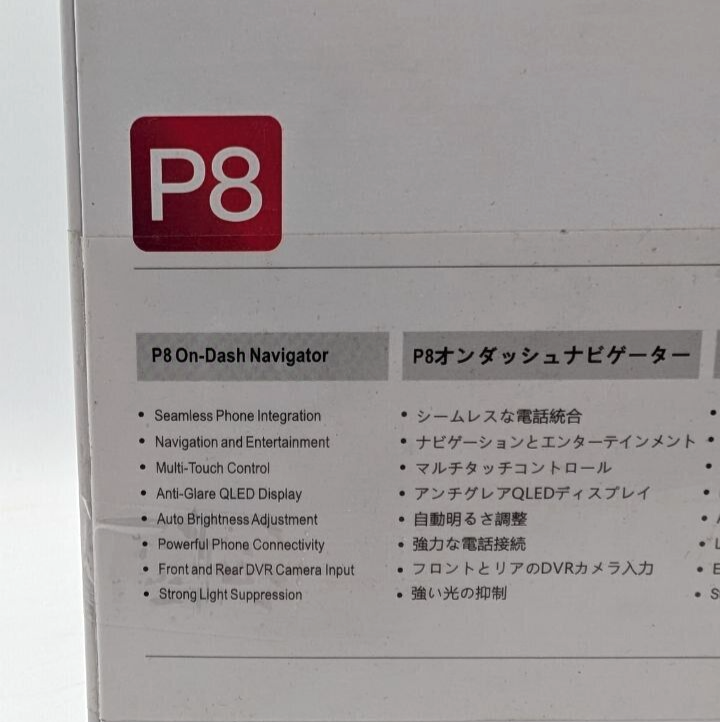 P8
P8 On-Dash Navigator
• Seamless Phone Integration
• Navigation and Entertainment
• Multi-Touch Control
• Anti-Glare QLED Display
• Auto Brightness Adjustment
• Powerful Phone Connectivity
• Front and Rear DVR Camera Input
• Strong Light Suppression
P8オンダッシュナビゲーター
• シームレスな電話統合
• ナビゲーションとエンターテインメント
• マルチタッチコントロール
• アンチグレアQLEDディスプレイ
• 自動明るさ調整
• 強力な電話接続
• フロントとリアのDVRカメラ入力
• 強い光の抑制